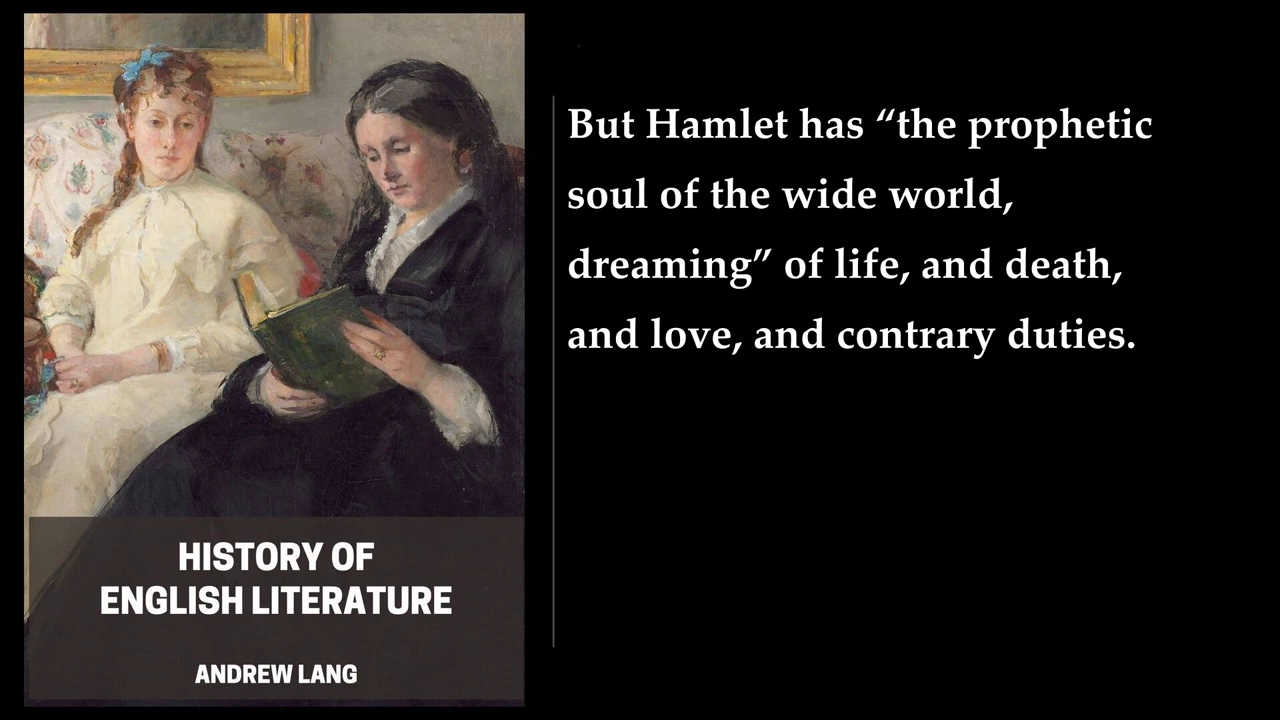 But Hamlet has “the prophetic
soul of the wide world,
dreaming” of life, and death,
and love, and contrary duties.
HISTORY OF
ENGLISH LITERATURE
ANDREW LANG